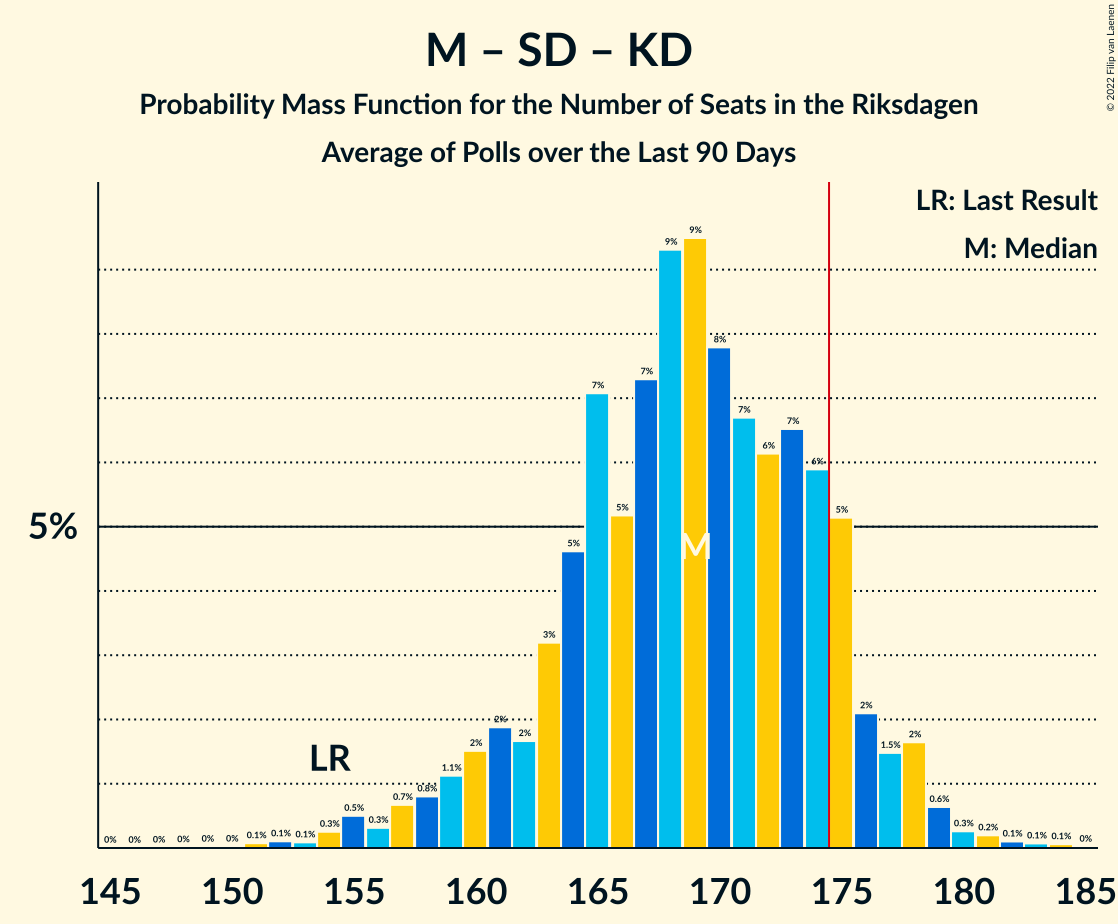 M – SD – KD
Probability Mass Function for the Number of Seats in the Riksdagen
Average of Polls over the Last 90 Days
© 2022 Filip van Laenen
LR: Last Result
M: Median
5%
LR
M
0% 0% 0% 0% 0% 0% 0.1% 0.1% 0.1% 0.3% 0.5% 0.3% 0.7% 0.8% 1.1% 2% 2% 2% 3% 5% 7% 5% 7% 9% 9% 8% 7% 6% 7% 6% 5% 2% 1.5% 2% 0.6% 0.3% 0.2% 0.1% 0.1% 0.1% 0%
145 150 155 160 165 170 175 180 185